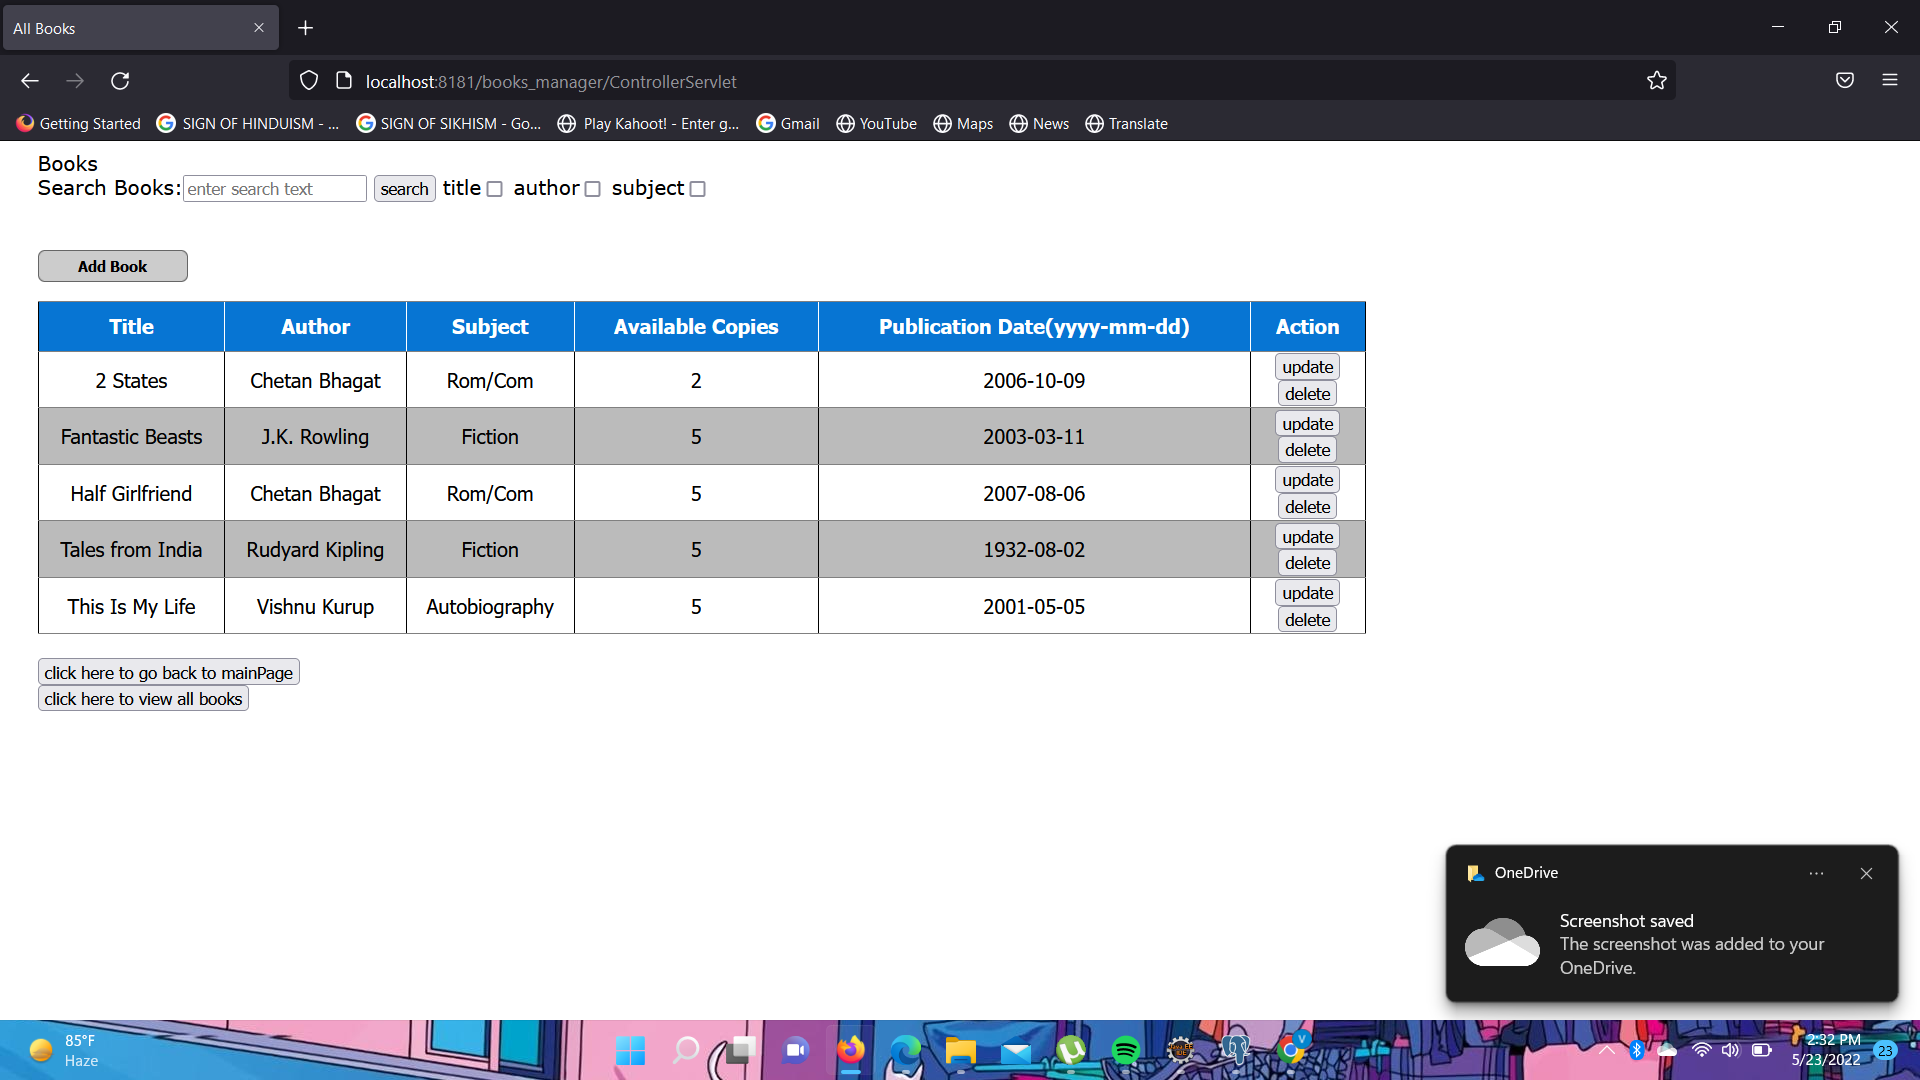 All Books
localhost:8181/books_manager/ControllerServlet
Getting Started SIGN OF HINDUISM - ... SIGN OF SIKHISM - Go... Play Kahoot! - Enter g... Gmail YouTube Maps News Translate
Books
Search Books: enter search text search title author subject
Add Book
Title Author Subject Available Copies Publication Date(yyyy-mm-dd) Action
2 States Chetan Bhagat Rom/Com 2 2006-10-09 update
delete
Fantastic Beasts J.K. Rowling Fiction 5 2003-03-11 update
delete
Half Girlfriend Chetan Bhagat Rom/Com 5 2007-08-06 update
delete
Tales from India Rudyard Kipling Fiction 5 1932-08-02 update
delete
This Is My Life Vishnu Kurup Autobiography 5 2001-05-05 update
delete
click here to go back to mainPage
click here to view all books
OneDrive
Screenshot saved
The screenshot was added to your
OneDrive.
85°F
Haze
V
2:32 PM
5/23/2022
23